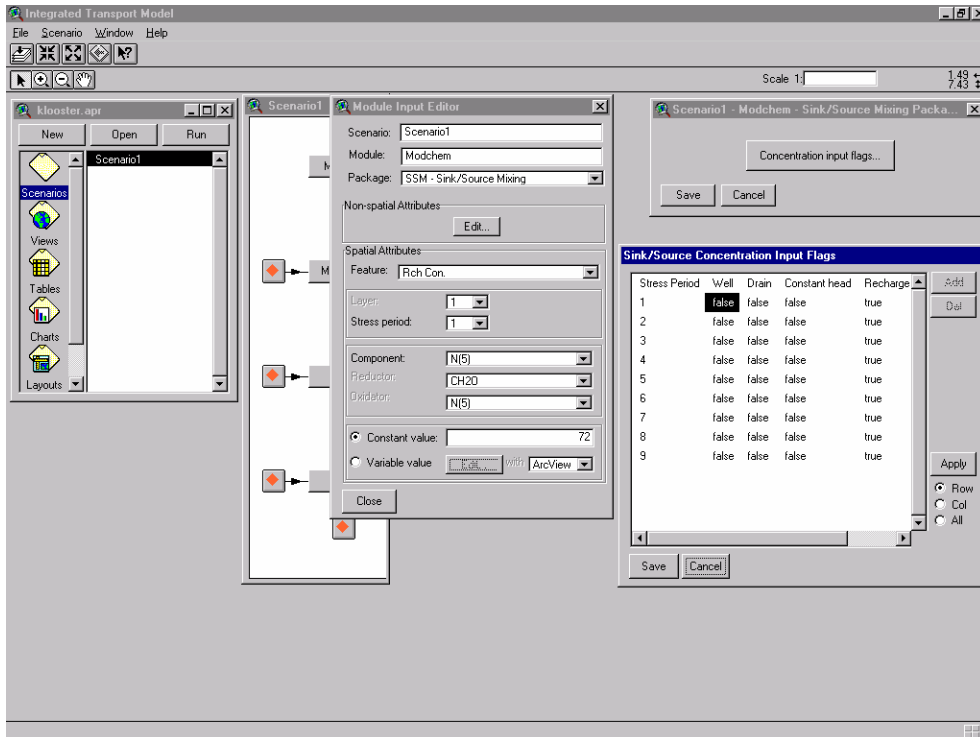 Integrated Transport Model
File Scenario Window Help
Scale 1:
1.49
7.43
klooster.apr
New Open Run
Scenarios
Views
Tables
Charts
Layouts
Scenario1
Scenario1
M
M
Module Input Editor
Scenario: Scenario1
Module: Modchem
Package: SSM - Sink/Source Mixing
Non-spatial Attributes
Edit...
Spatial Attributes
Feature: Rch Con.
Layer: 1
Stress period: 1
Component: N(5)
Reductor: CH2O
Oxidator: N(5)
Constant value: 72
Variable value Edit... with ArcView
Close
Scenario1 - Modchem - Sink/Source Mixing Packa...
Concentration input flags...
Save Cancel
Sink/Source Concentration Input Flags
Stress Period Well Drain Constant head Recharge
1 false false false true
2 false false false true
3 false false false true
4 false false false true
5 false false false true
6 false false false true
7 false false false true
8 false false false true
9 false false false true
Add
Del
Apply
Row
Col
All
Save Cancel